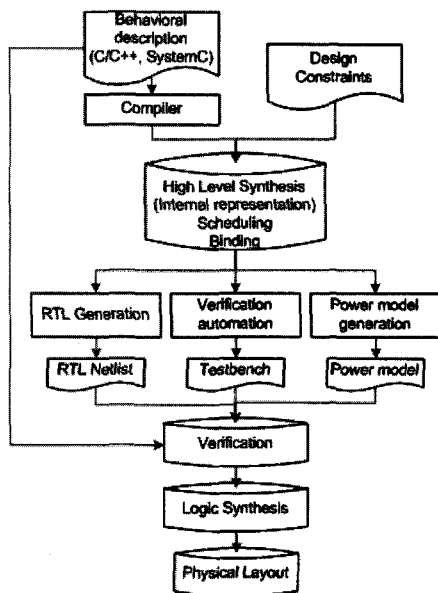 Behavioral
description
(C/C++, SystemC)
Design
Constraints
Compiler
High Level Synthesis
(Internal representation)
Scheduling
Binding
RTL Generation
Verification
automation
Power model
generation
RTL Netlist
Testbench
Power model
Verification
Logic Synthesis
Physical Layout